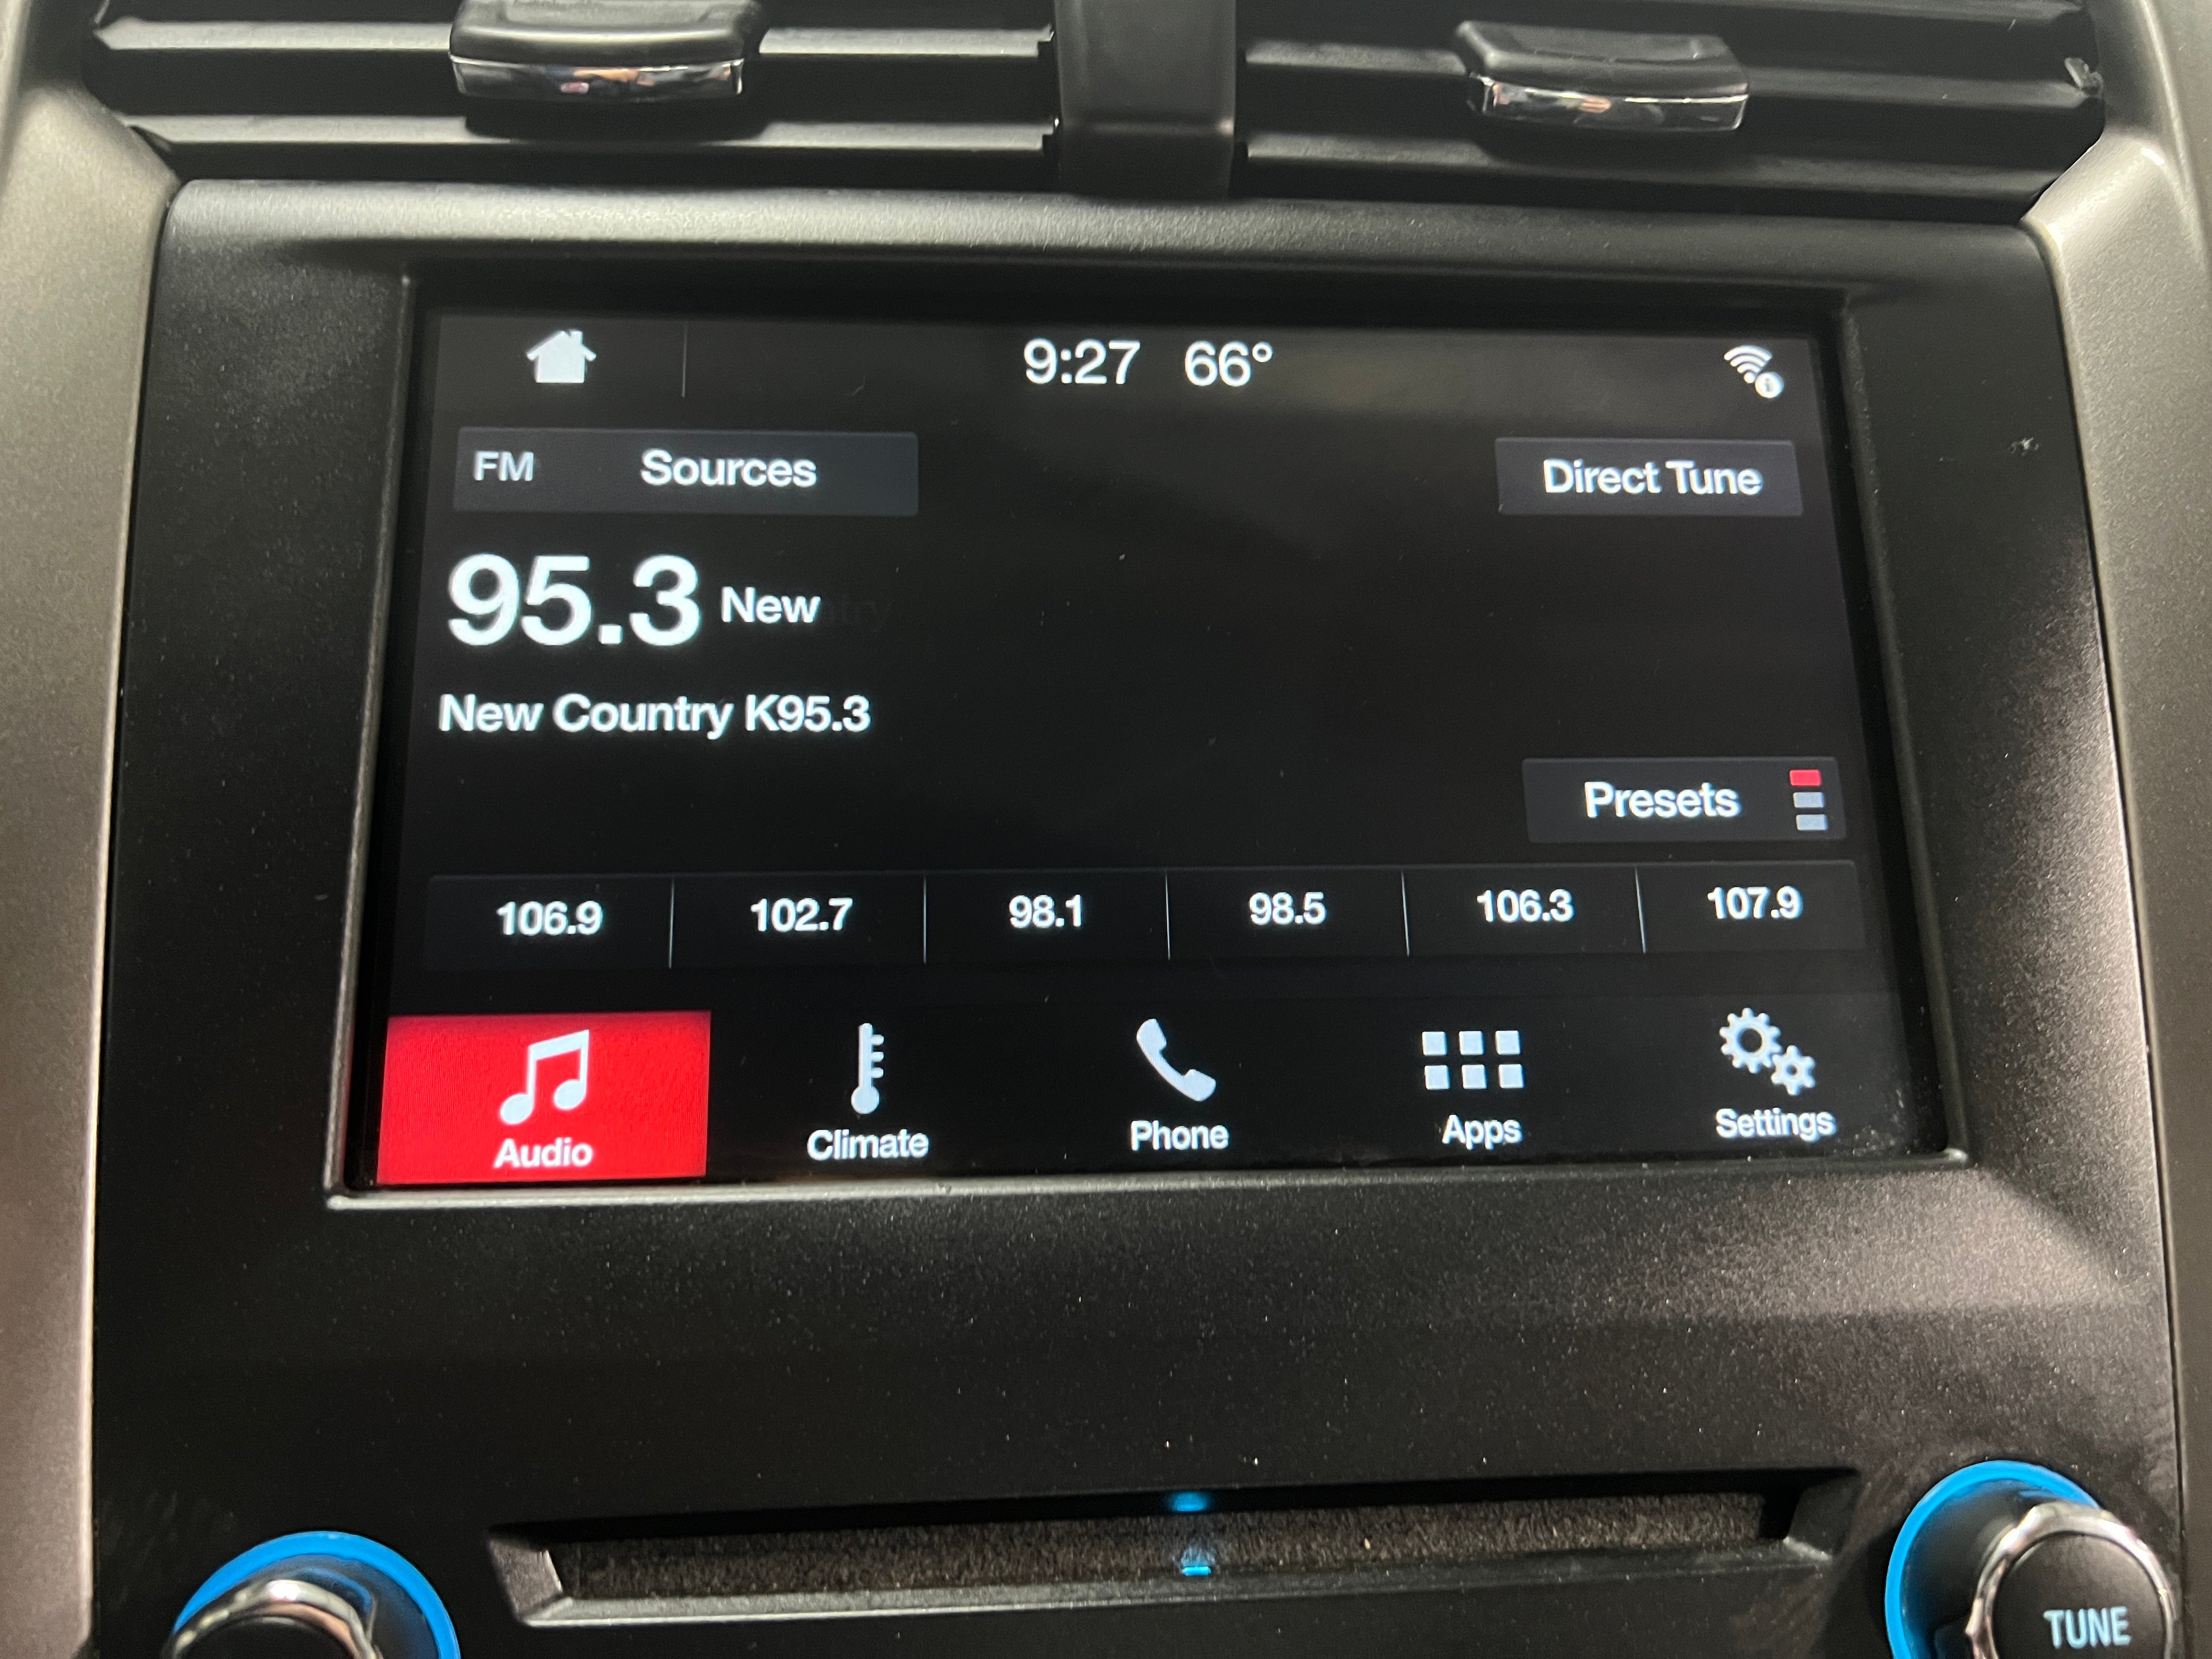 9:27 66°
FM Sources Direct Tune
95.3 New
New Country K95.3
Presets
106.9 102.7 98.1 98.5 106.3 107.9
Audio Climate Phone Apps Settings
TUNE